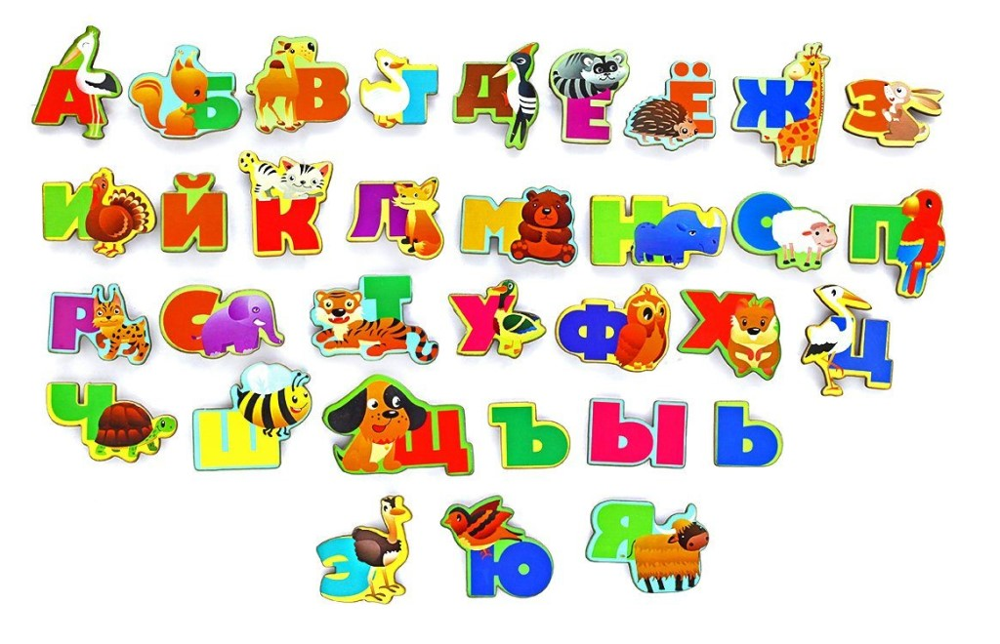 А Б В Г Д Е Ё Ж З
И Й К Л М Н О П
Р С Т У Ф Х Ц
Ч Ш Щ Ъ Ы Ь
Э Ю Я